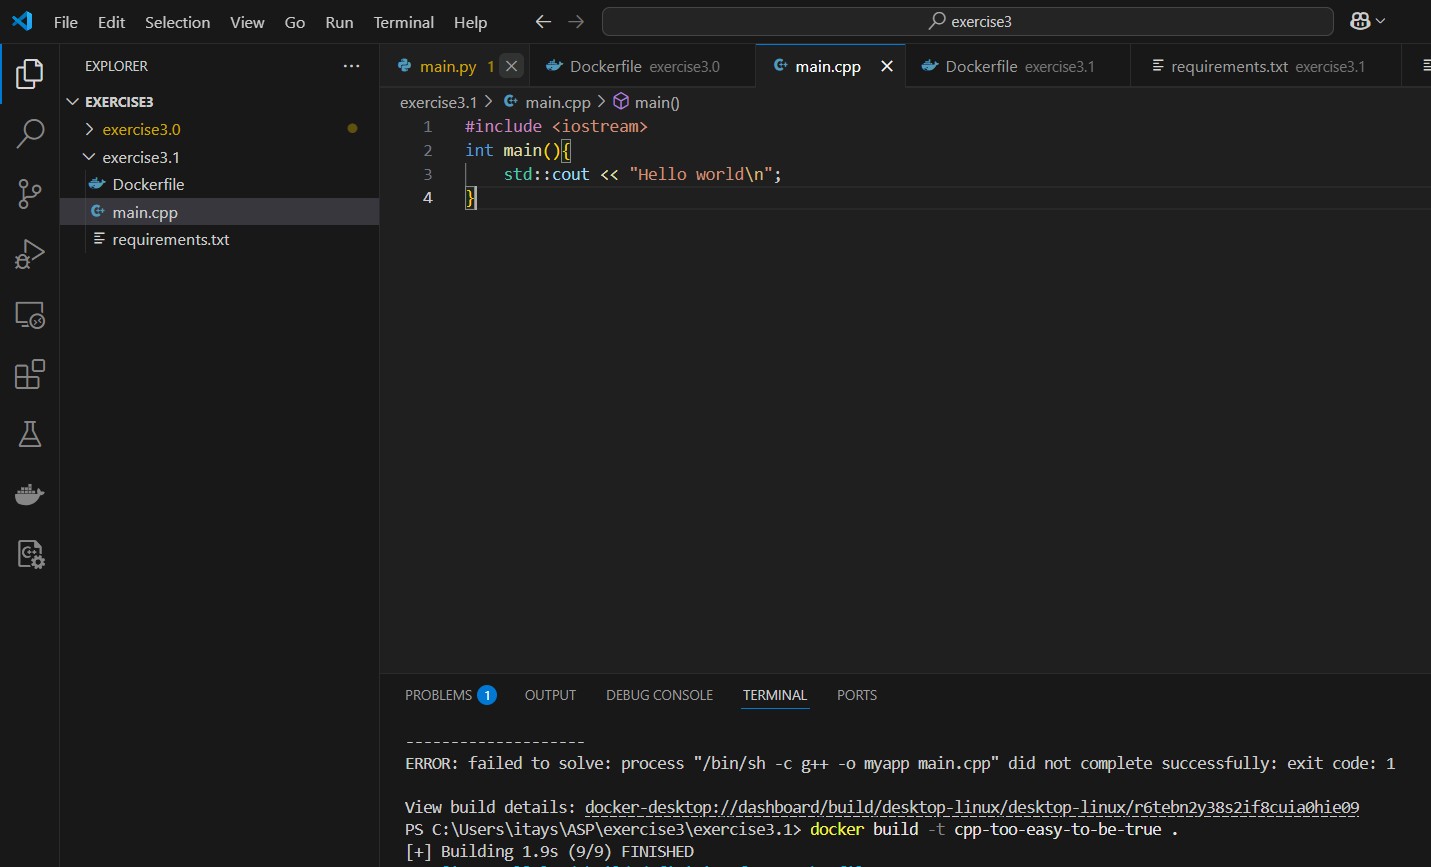 File Edit Selection View Go Run Terminal Help exercise3
EXPLORER
EXERCISE3
exercise3.0
exercise3.1
Dockerfile
main.cpp
requirements.txt
main.py 1 Dockerfile exercise3.0 main.cpp Dockerfile exercise3.1 requirements.txt exercise3.1
exercise3.1 > main.cpp > main()
1 #include <iostream>
2 int main(){
3 std::cout << "Hello world\n";
4 }
PROBLEMS 1 OUTPUT DEBUG CONSOLE TERMINAL PORTS
--------------------
ERROR: failed to solve: process "/bin/sh -c g++ -o myapp main.cpp" did not complete successfully: exit code: 1
View build details: docker-desktop://dashboard/build/desktop-linux/desktop-linux/r6tebn2y38s2if8cuia0hie09
PS C:\Users\itays\ASP\exercise3\exercise3.1> docker build -t cpp-too-easy-to-be-true .
[+] Building 1.9s (9/9) FINISHED